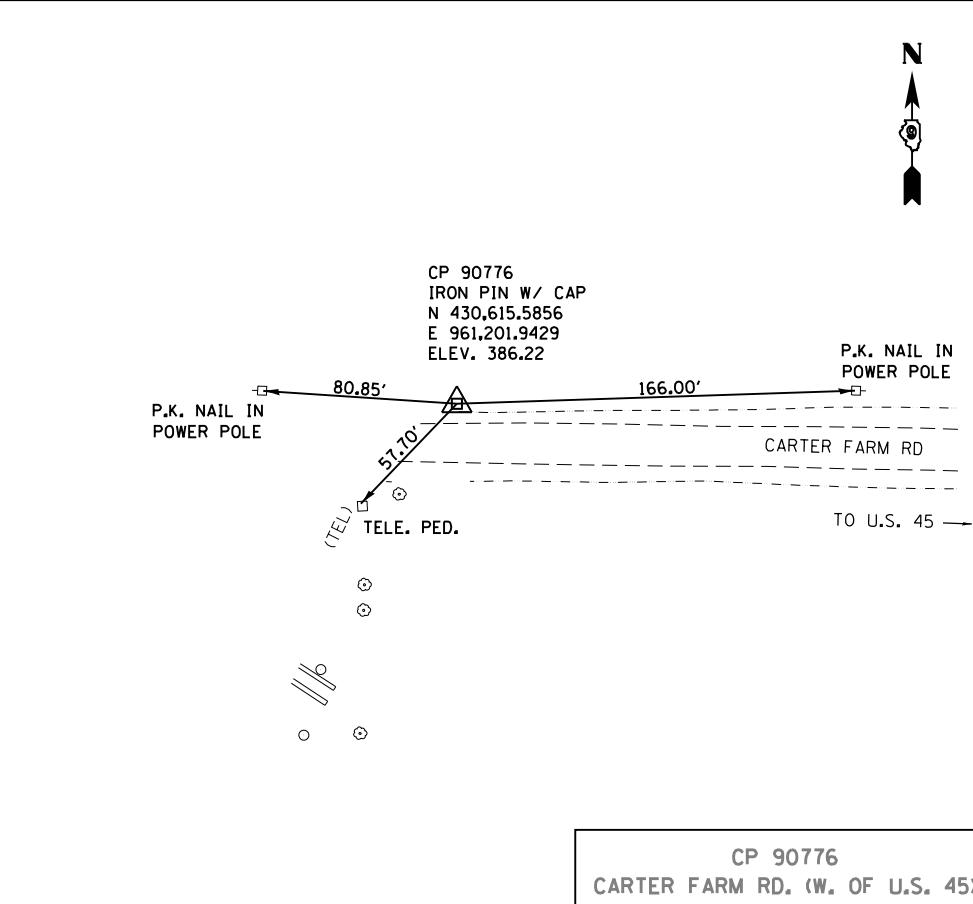 N
9
CP 90776
IRON PIN W/ CAP
N 430,615.5856
E 961,201.9429
ELEV. 386.22
P.K. NAIL IN
POWER POLE
80.85'
166.00'
P.K. NAIL IN
POWER POLE
57.70'
CARTER FARM RD
(TEL)
TELE. PED.
TO U.S. 45
CP 90776
CARTER FARM RD. (W. OF U.S. 45)